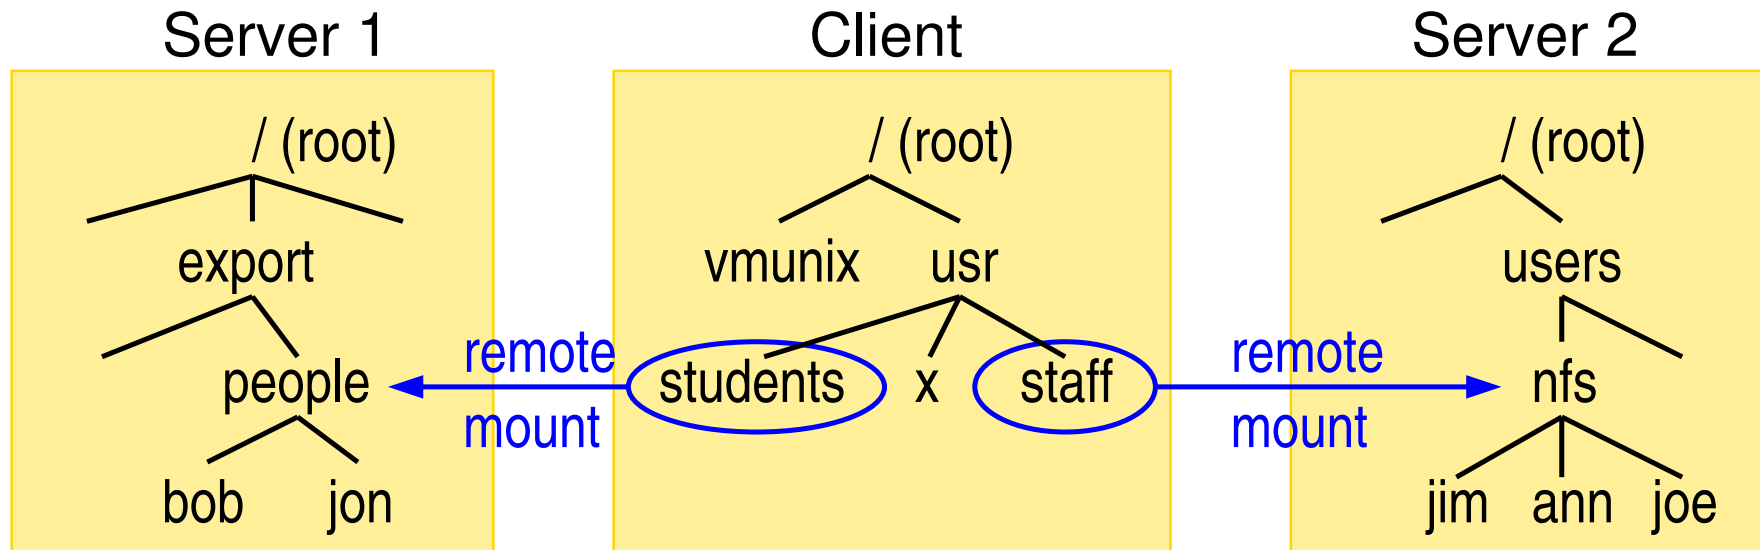 Server 1 Client Server 2
/ (root) / (root) / (root)
export vmunix usr users
remote remote
people students x staff nfs
mount mount
bob jon jim ann joe